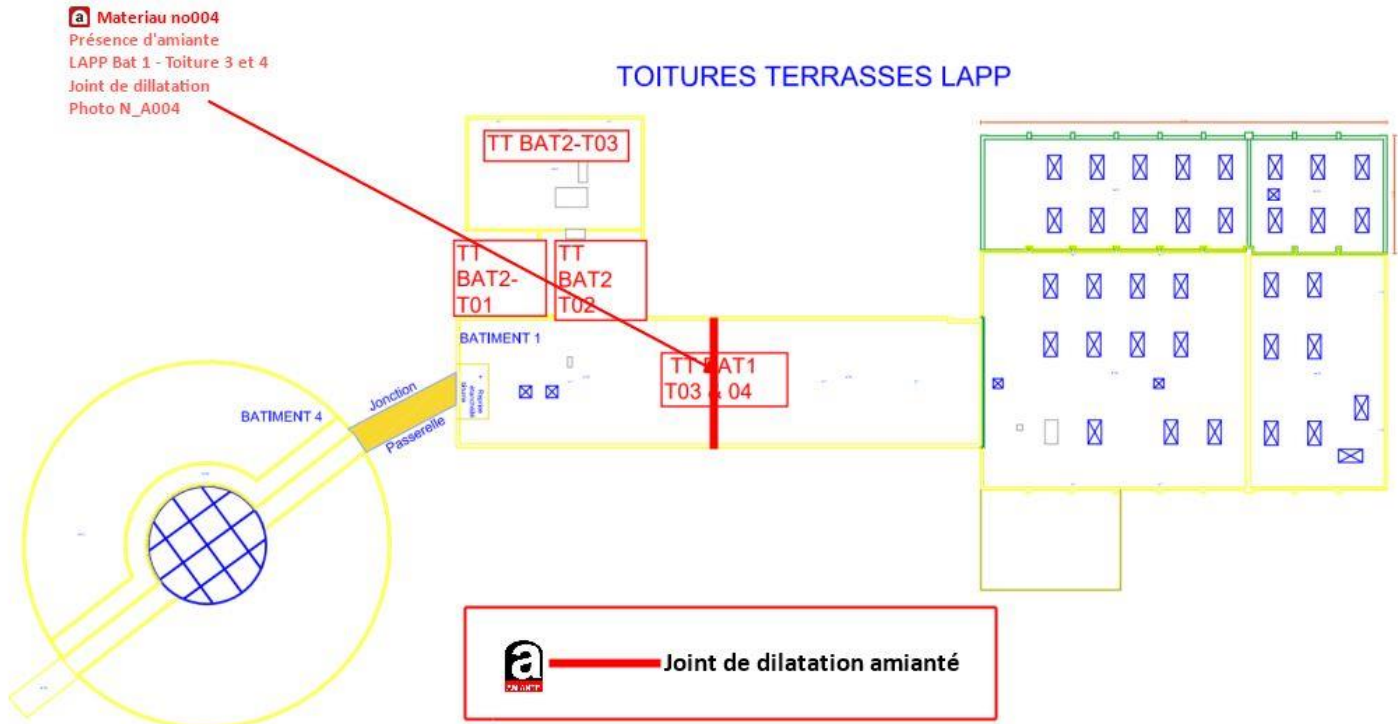 a Materiau no004
Présence d'amiante
LAPP Bat 1 - Toiture 3 et 4
Joint de dillatation
Photo N_A004
TOITURES TERRASSES LAPP
TT BAT2-T03
TT
BAT2-
T01
TT
BAT2
T02
BATIMENT 1
TT BAT1
T03 & 04
Jonction
Passerelle
BATIMENT 4
a
AMIANTE
Joint de dilatation amianté